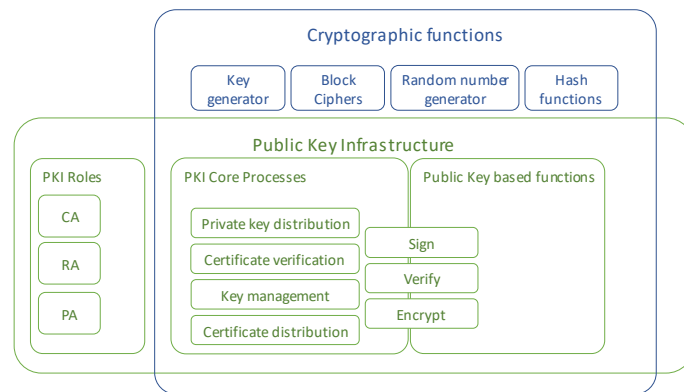 Cryptographic functions
Key
generator
Block
Ciphers
Random number
generator
Hash
functions
Public Key Infrastructure
PKI Roles
CA
RA
PA
PKI Core Processes
Private key distribution
Certificate verification
Key management
Certificate distribution
Public Key based functions
Sign
Verify
Encrypt